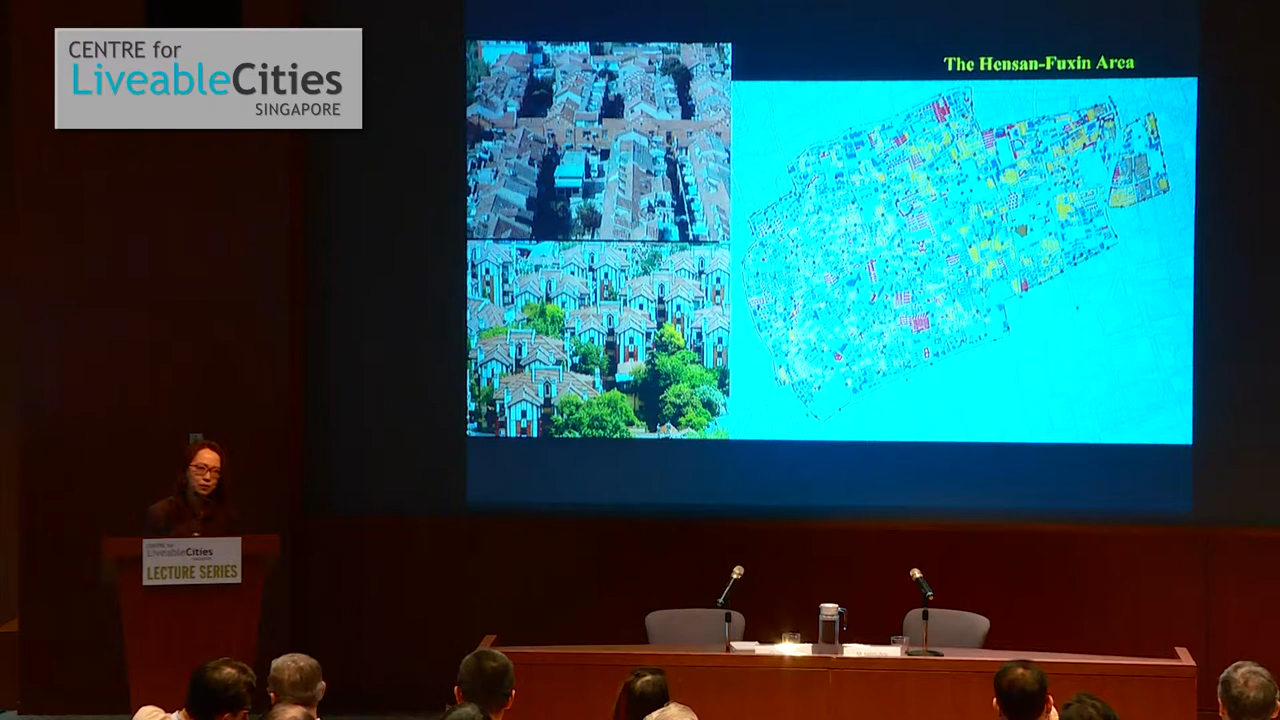 CENTRE for
LiveableCities
SINGAPORE
The Hensan-Fuxin Area
LiveableCities
LECTURE SERIES